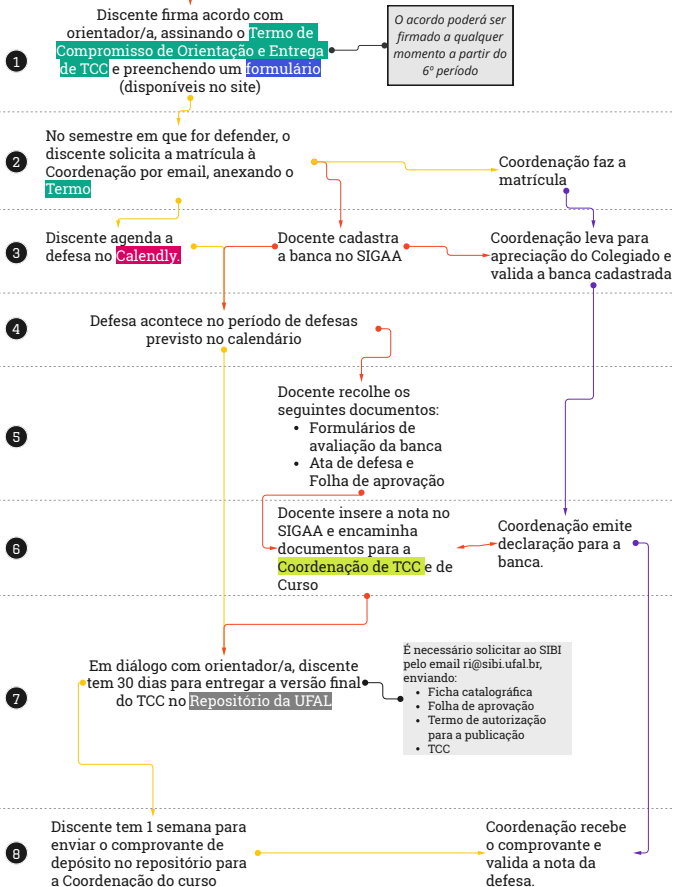 1
Discente firma acordo com
orientador/a, assinando o Termo de
Compromisso de Orientação e Entrega
de TCC e preenchendo um formulário
(disponíveis no site)
O acordo poderá ser
firmado a qualquer
momento a partir do
6º período
2
No semestre em que for defender, o
discente solicita a matrícula à
Coordenação por email, anexando o
Termo
Coordenação faz a
matrícula
3
Discente agenda a
defesa no Calendly.
Docente cadastra
a banca no SIGAA
Coordenação leva para
apreciação do Colegiado e
valida a banca cadastrada
4
Defesa acontece no período de defesas
previsto no calendário
5
Docente recolhe os
seguintes documentos:
• Formulários de
avaliação da banca
• Ata de defesa e
Folha de aprovação
6
Docente insere a nota no
SIGAA e encaminha
documentos para a
Coordenação de TCC e de
Curso
Coordenação emite
declaração para a
banca.
7
Em diálogo com orientador/a, discente
tem 30 dias para entregar a versão final
do TCC no Repositório da UFAL
É necessário solicitar ao SIBI
pelo email ri@sibi.ufal.br,
enviando:
• Ficha catalográfica
• Folha de aprovação
• Termo de autorização
para a publicação
• TCC
8
Discente tem 1 semana para
enviar o comprovante de
depósito no repositório para
a Coordenação do curso
Coordenação recebe
o comprovante e
valida a nota da
defesa.